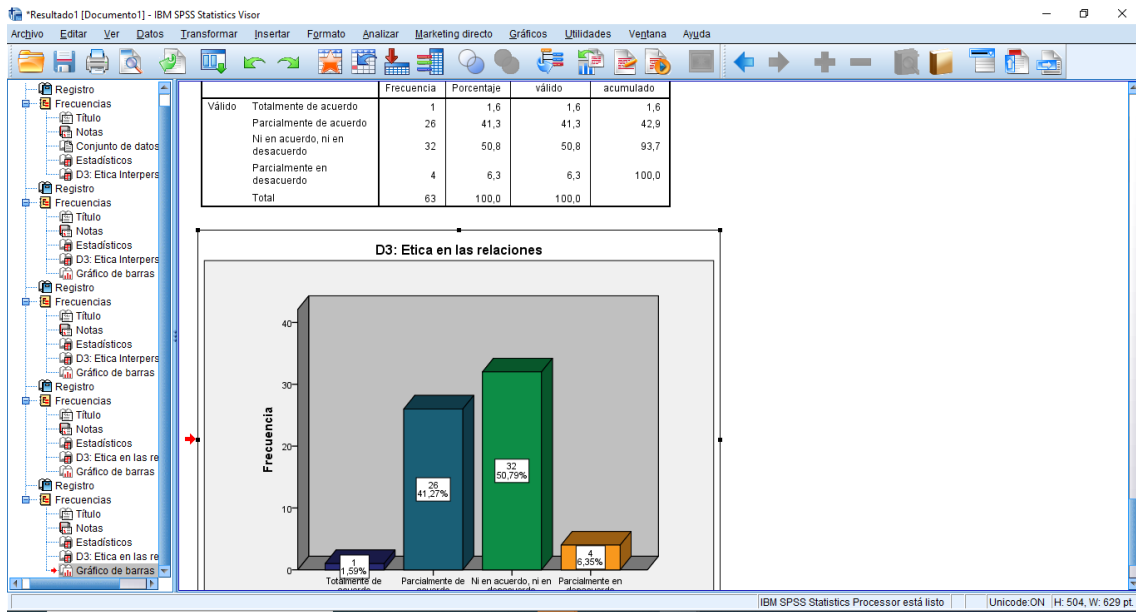 *Resultado1 [Documento1] - IBM SPSS Statistics Visor
Archivo Editar Ver Datos Transformar Insertar Formato Analizar Marketing directo Gráficos Utilidades Ventana Ayuda
Registro
Frecuencias
Título
Notas
Conjunto de datos
Estadísticos
D3: Etica Interpers
Registro
Frecuencias
Título
Notas
Estadísticos
D3: Etica Interpers
Gráfico de barras
Registro
Frecuencias
Título
Notas
Estadísticos
D3: Etica Interpers
Gráfico de barras
Registro
Frecuencias
Título
Notas
Estadísticos
D3: Etica en las re
Gráfico de barras
Registro
Frecuencias
Título
Notas
Estadísticos
D3: Etica en las re
Gráfico de barras
Frecuencia Porcentaje válido acumulado
Válido Totalmente de acuerdo 1 1,6 1,6 1,6
Parcialmente de acuerdo 26 41,3 41,3 42,9
Ni en acuerdo, ni en
desacuerdo 32 50,8 50,8 93,7
Parcialmente en
desacuerdo 4 6,3 6,3 100,0
Total 63 100,0 100,0
D3: Etica en las relaciones
Frecuencia
40
30
20
10
0
1
1,59%
26
41,27%
32
50,79%
4
6,35%
Totalmente de Parcialmente de Ni en acuerdo, ni en Parcialmente en
IBM SPSS Statistics Processor está listo Unicode:ON H: 504, W: 629 pt.